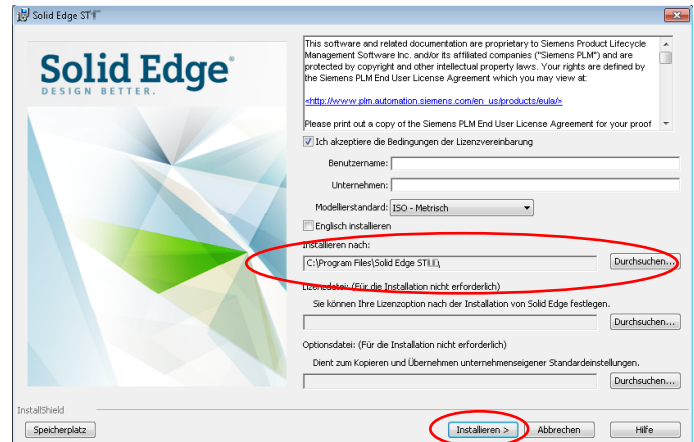 Solid Edge
This software and related documentation are proprietary to Siemens Product Lifecycle
Management Software Inc. and/or its affiliated companies ("Siemens PLM") and are
protected by copyright and other intellectual property laws. Your rights are defined by
the Siemens PLM End User License Agreement which you may view at:
<http://www.plm.automation.siemens.com/en_us/products/eula/>
Please print out a copy of the Siemens PLM End User License Agreement for your proof
Solid Edge®
DESIGN BETTER.
Ich akzeptiere die Bedingungen der Lizenzvereinbarung
Benutzername:
Unternehmen:
Modellierstandard: ISO - Metrisch
Englisch installieren
Installieren nach:
C:\Program Files\Solid Edge
Durchsuchen...
Lizenzdatei: (Für die Installation nicht erforderlich)
Sie können Ihre Lizenzoption nach der Installation von Solid Edge festlegen.
Durchsuchen...
Optionsdatei: (Für die Installation nicht erforderlich)
Dient zum Kopieren und Übernehmen unternehmenseigener Standardeinstellungen.
Durchsuchen...
InstallShield
Speicherplatz
Installieren >
Abbrechen
Hilfe